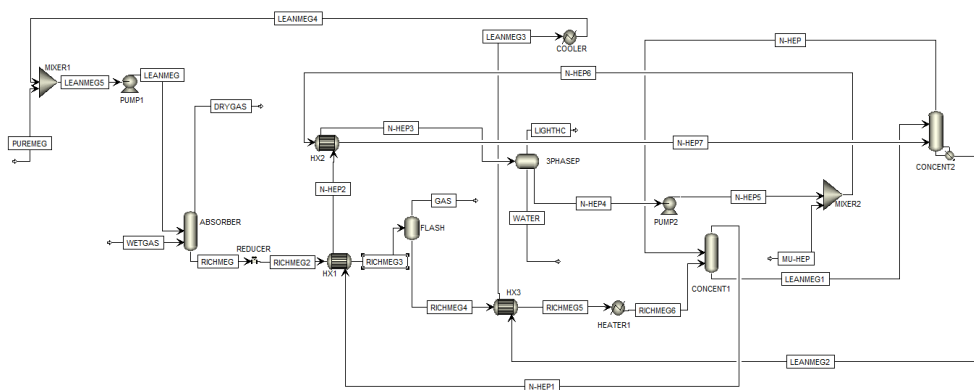 LEANMEG4
LEANMEG3
COOLER
N-HEP
MIXER1
LEANMEG5
LEANMEG
PUMP1
N-HEP6
DRYGAS
N-HEP3
LIGHTHC
PUREMEG
HX2
N-HEP7
3PHASEP
CONCENT2
N-HEP2
N-HEP4
N-HEP5
MIXER2
PUMP2
GAS
WATER
ABSORBER
FLASH
WETGAS
REDUCER
RICHMEG
RICHMEG2
HX1
RICHMEG3
MU-HEP
CONCENT1
LEANMEG1
HX3
RICHMEG4
RICHMEG5
HEATER1
RICHMEG6
LEANMEG2
N-HEP1